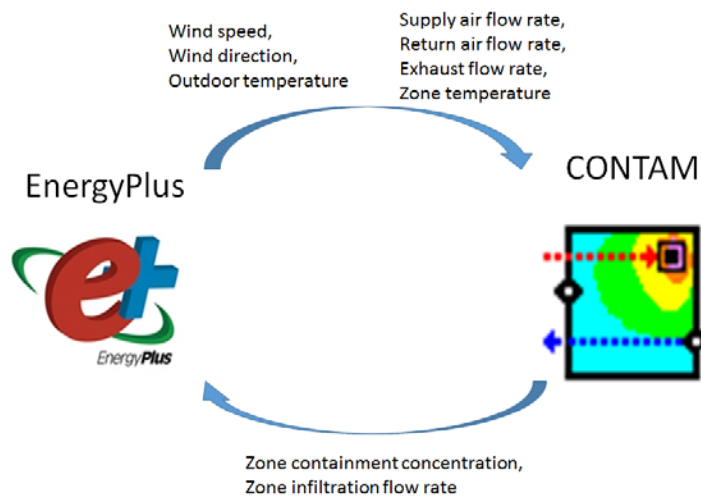 Wind speed,
Wind direction,
Outdoor temperature
Supply air flow rate,
Return air flow rate,
Exhaust flow rate,
Zone temperature
EnergyPlus
CONTAM
e+
EnergyPlus
Zone containment concentration,
Zone infiltration flow rate